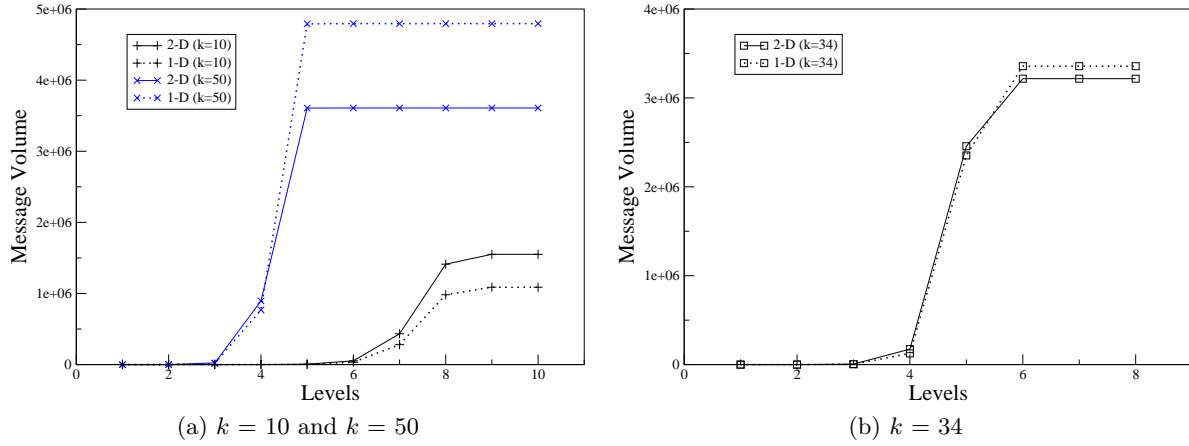 5e+06
4e+06
3e+06
2e+06
1e+06
0
Message Volume
2-D (k=10)
1-D (k=10)
2-D (k=50)
1-D (k=50)
0 2 4 6 8 10
Levels
(a) k = 10 and k = 50
4e+06
3e+06
2e+06
1e+06
0
Message Volume
2-D (k=34)
1-D (k=34)
0 2 4 6 8
Levels
(b) k = 34